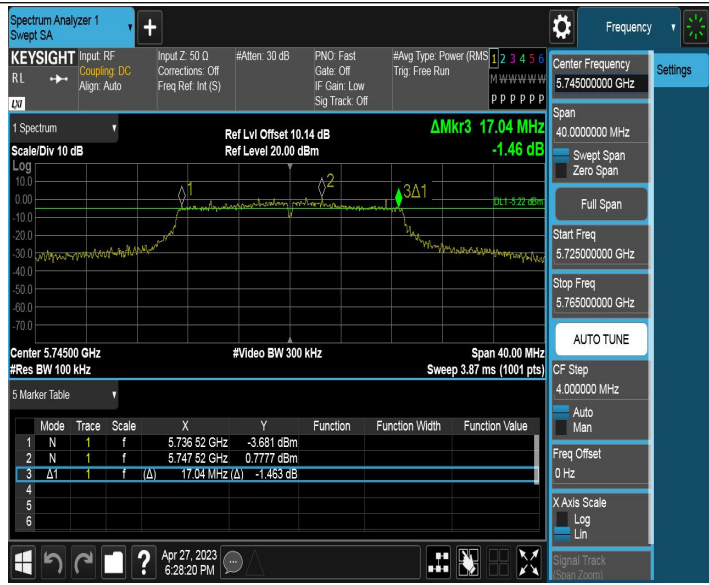 Spectrum Analyzer 1
Swept SA
+
Frequency
KEYSIGHT
RL
LXI
Input: RF
Coupling: DC
Align: Auto
Input Z: 50 Ω
Corrections: Off
Freq Ref: Int (S)
#Atten: 30 dB
PNO: Fast
Gate: Off
IF Gain: Low
Sig Track: Off
#Avg Type: Power (RMS
Trig: Free Run
1 2 3 4 5 6
M W W W W W
P P P P P P
1 Spectrum
Scale/Div 10 dB
Ref Lvl Offset 10.14 dB
Ref Level 20.00 dBm
ΔMkr3 17.04 MHz
-1.46 dB
Log
10.0
0.00
-10.0
-20.0
-30.0
-40.0
-50.0
-60.0
-70.0
1
2
3Δ1
DL1 -5.22 dBm
Center 5.74500 GHz
#Video BW 300 kHz
Span 40.00 MHz
#Res BW 100 kHz
Sweep 3.87 ms (1001 pts)
5 Marker Table
Mode Trace Scale X Y Function Function Width Function Value
1 N 1 f 5.736 52 GHz -3.681 dBm
2 N 1 f 5.747 52 GHz 0.7777 dBm
3 Δ1 1 f (Δ) 17.04 MHz (Δ) -1.463 dB
4
5
6
?
Apr 27, 2023
6:28:20 PM
Center Frequency
5.745000000 GHz
Span
40.0000000 MHz
Swept Span
Zero Span
Full Span
Start Freq
5.725000000 GHz
Stop Freq
5.765000000 GHz
AUTO TUNE
CF Step
4.000000 MHz
Auto
Man
Freq Offset
0 Hz
X Axis Scale
Log
Lin
Signal Track
(Span Zoom)
Settings